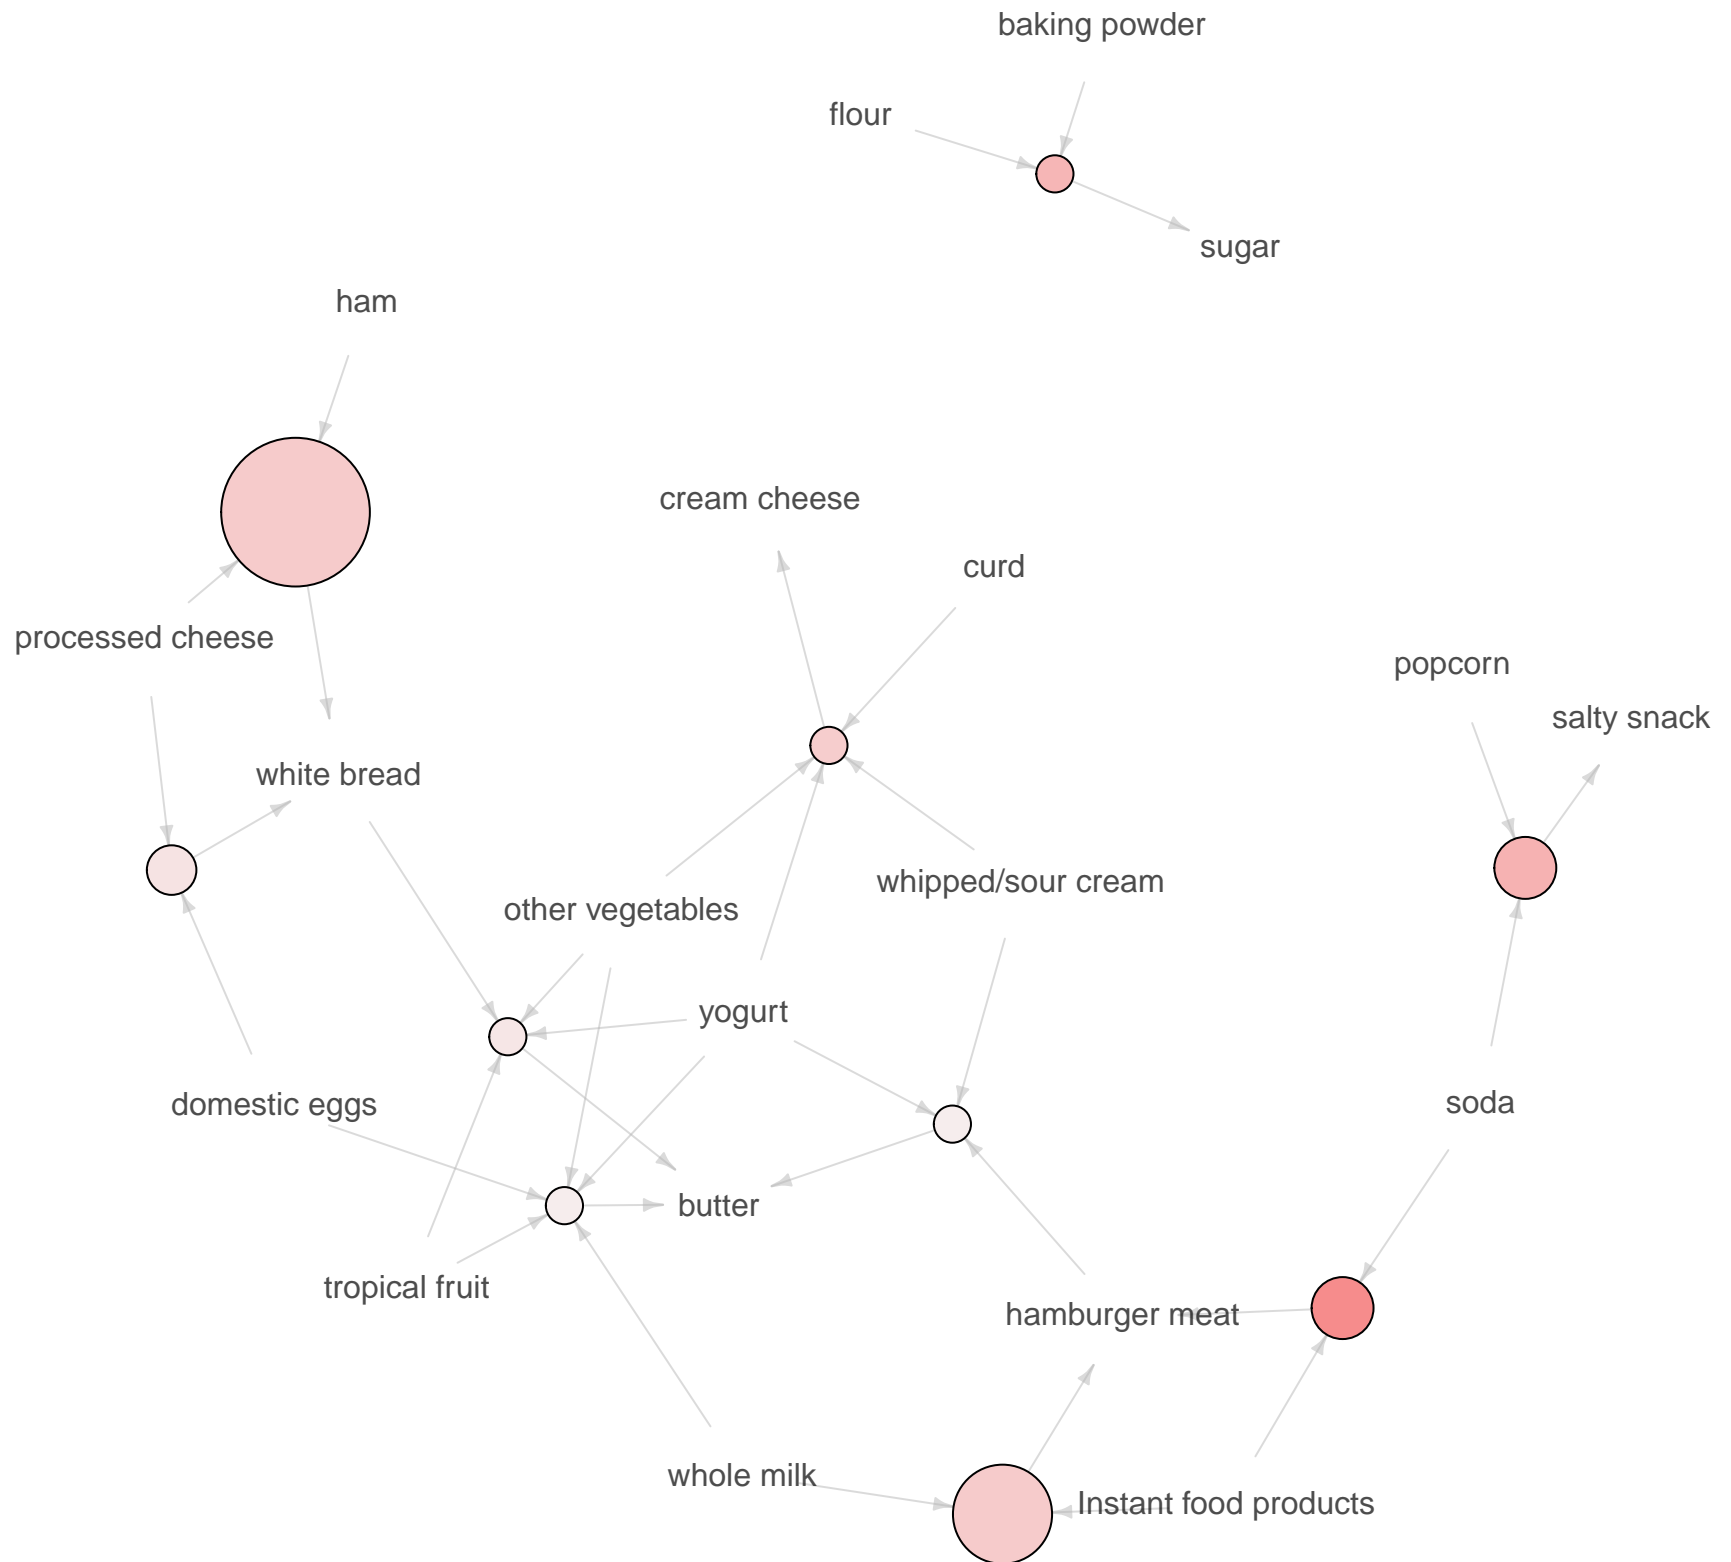 baking powder
flour
sugar
ham
cream cheese
curd
processed cheese
popcorn
salty snack
white bread
whipped/sour cream
other vegetables
yogurt
domestic eggs
soda
butter
tropical fruit
hamburger meat
whole milk
Instant food products